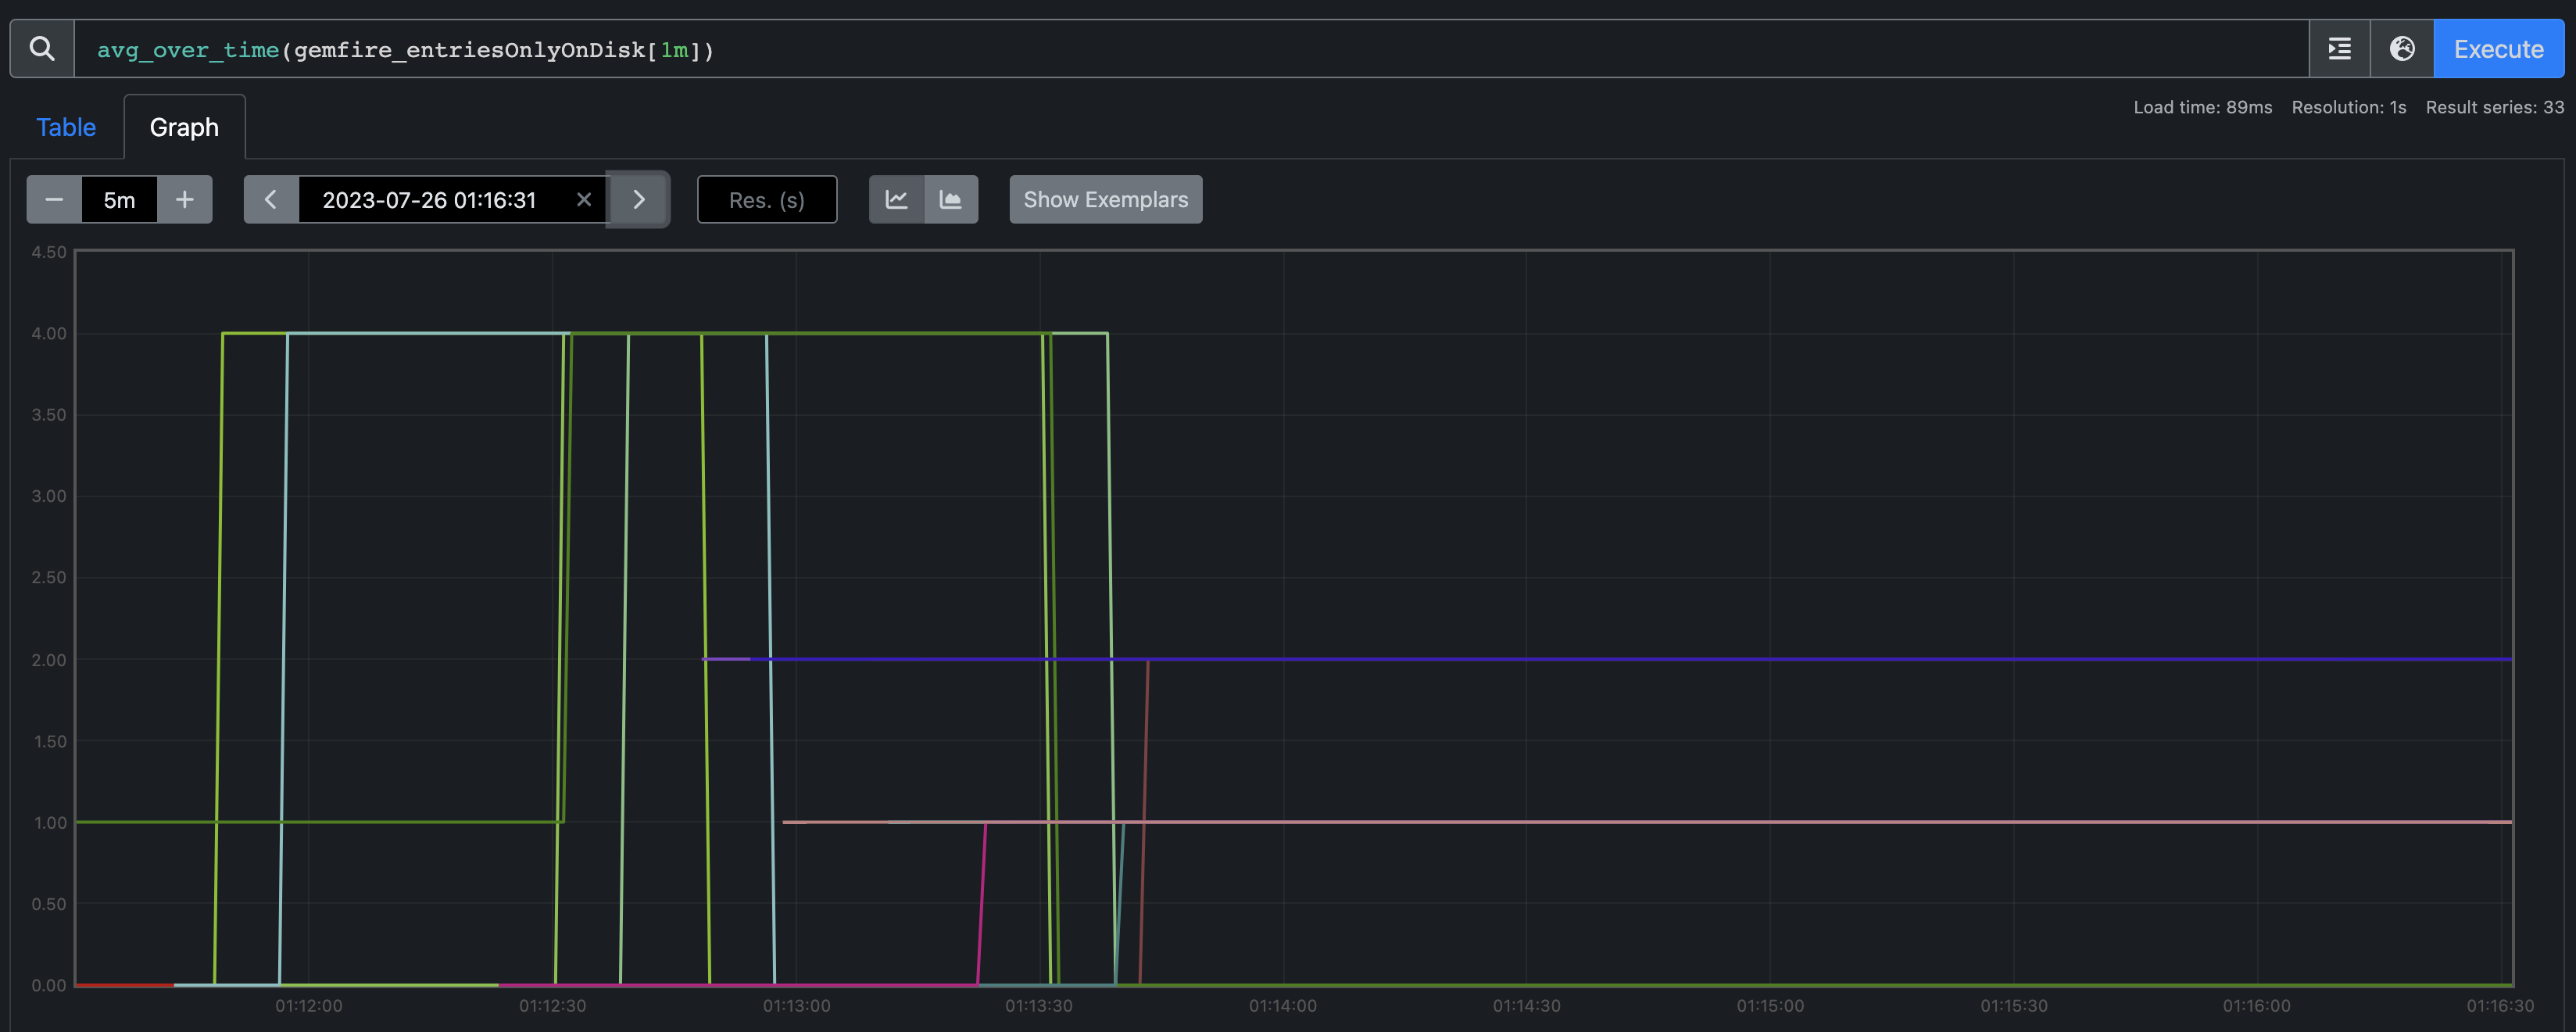 avg_over_time(gemfire_entriesOnlyOnDisk[1m])
Execute
Table
Graph
Load time: 89ms Resolution: 1s Result series: 33
− 5m +
2023-07-26 01:16:31 ×
Res. (s)
Show Exemplars
4.50
4.00
3.50
3.00
2.50
2.00
1.50
1.00
0.50
0.00
01:12:00 01:12:30 01:13:00 01:13:30 01:14:00 01:14:30 01:15:00 01:15:30 01:16:00 01:16:30